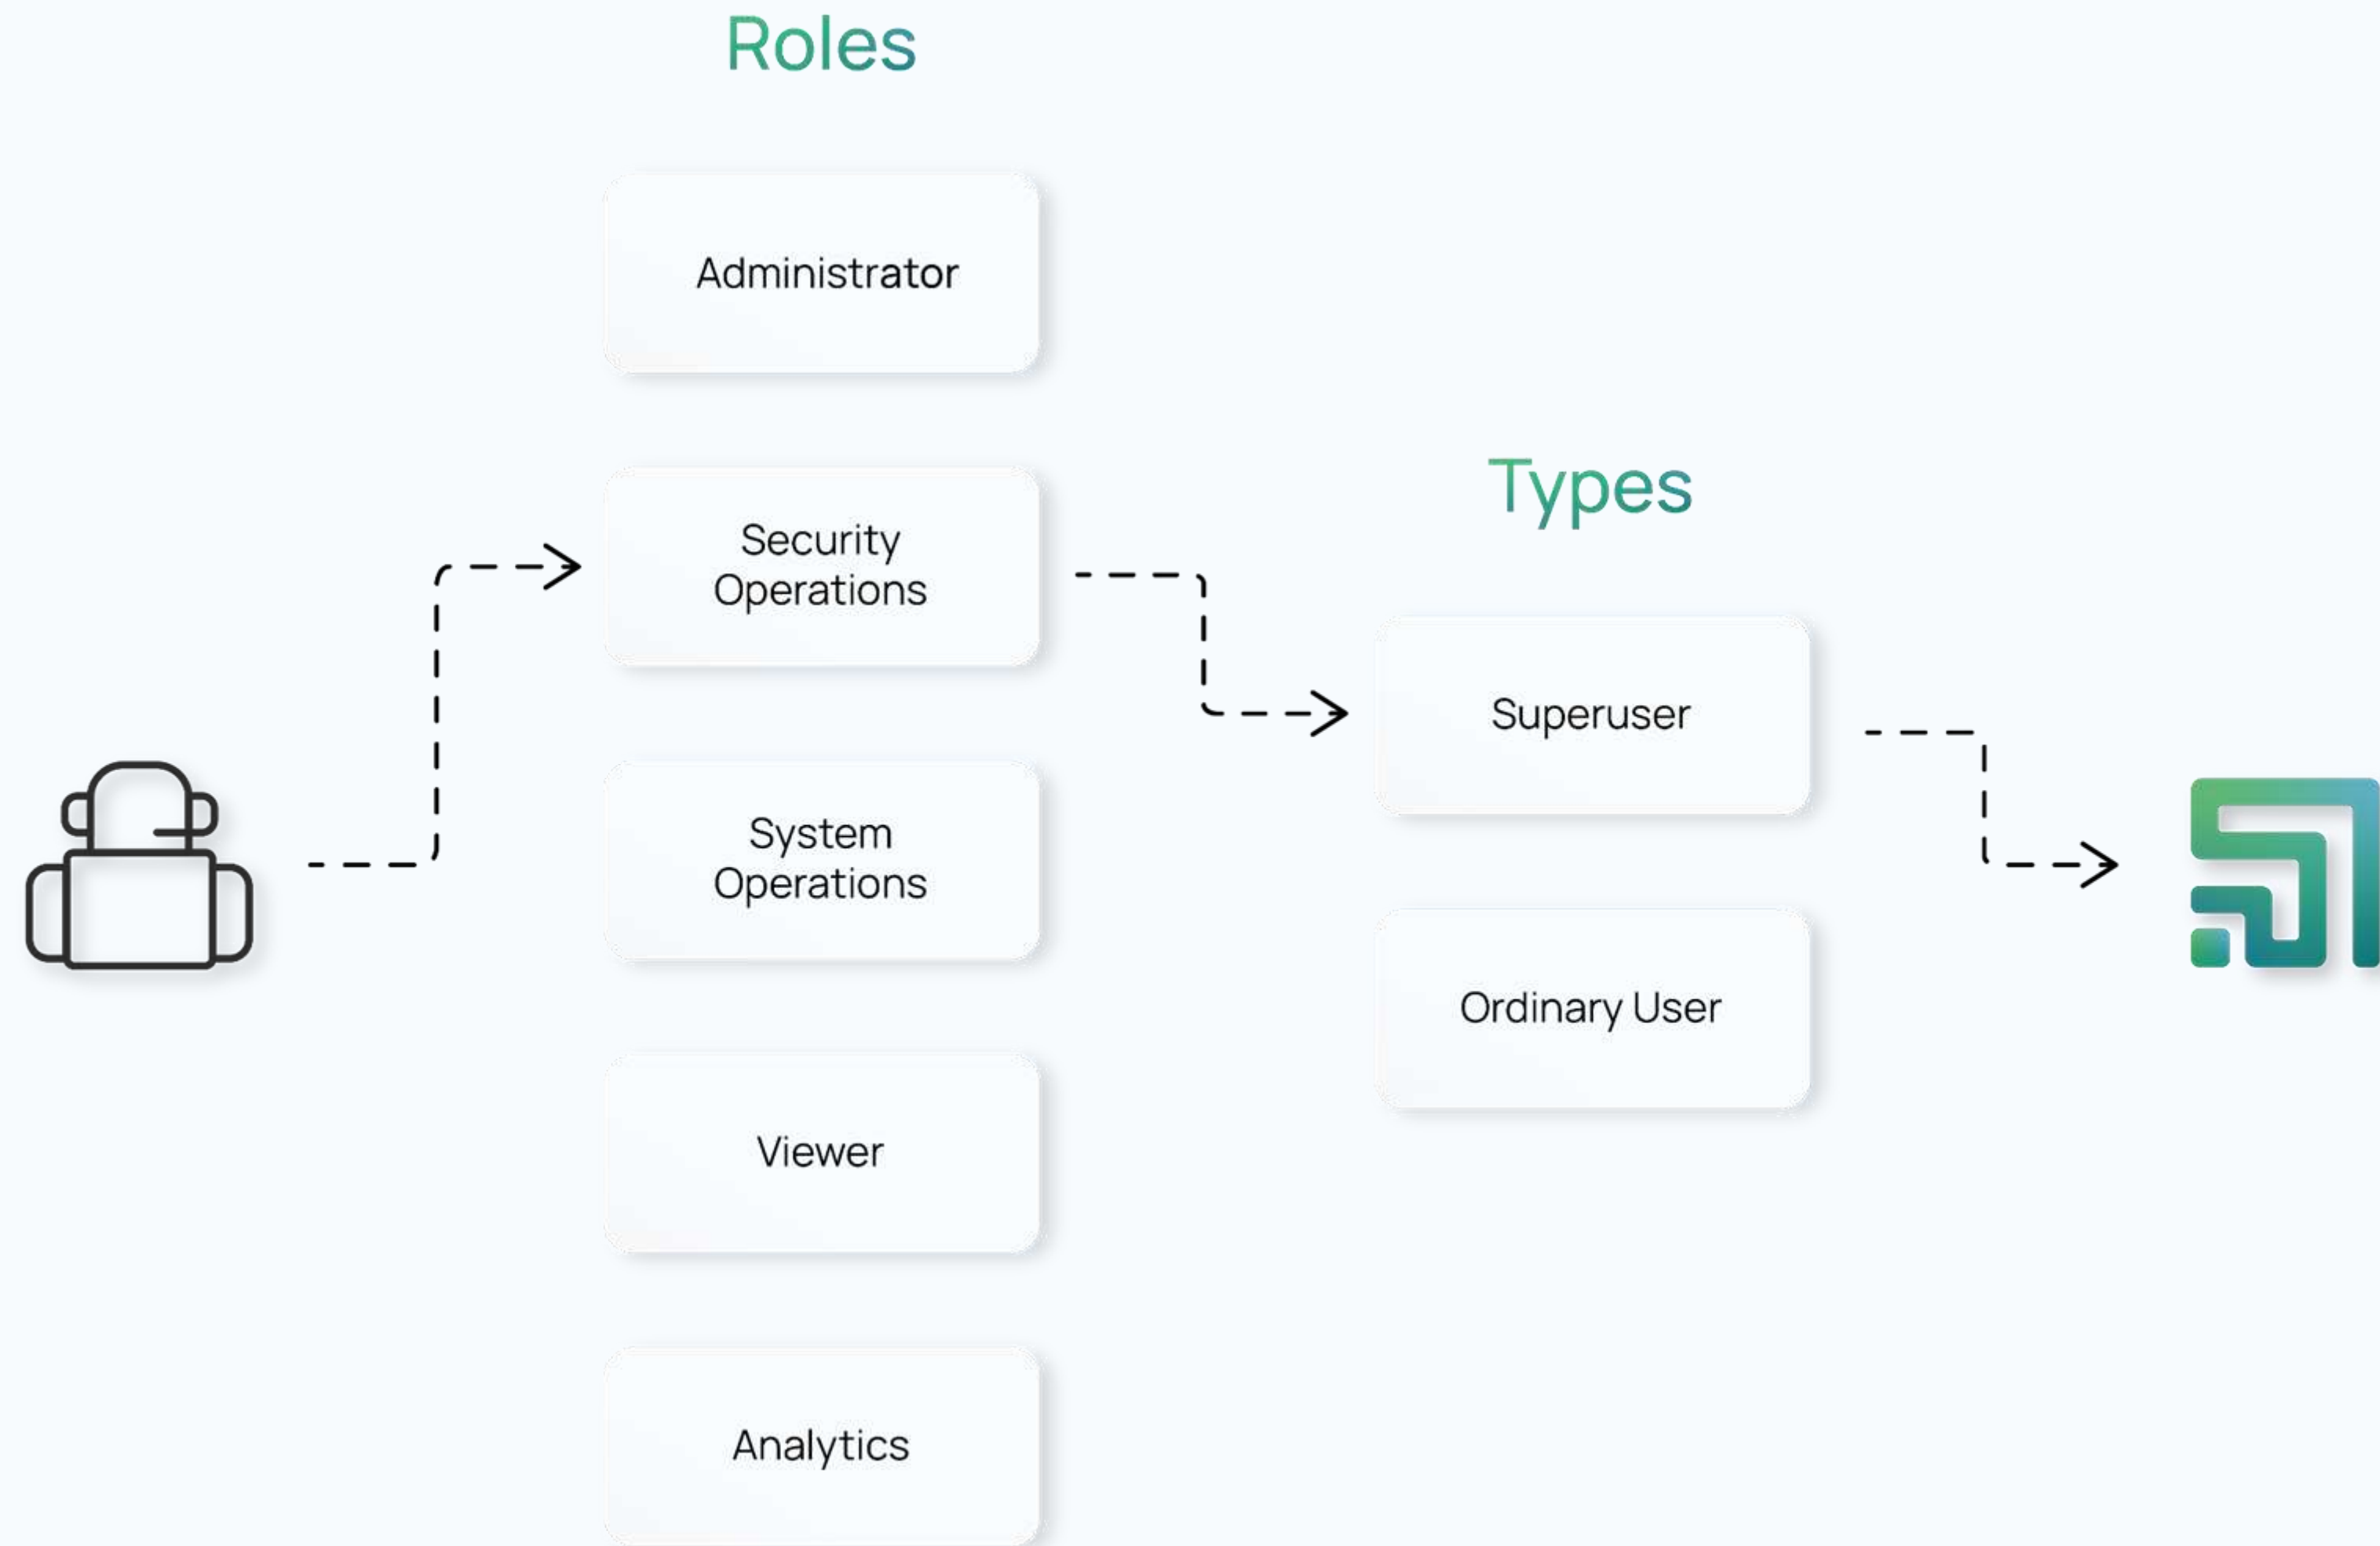 Roles
Administrator
Security
Operations
System
Operations
Viewer
Analytics
Types
Superuser
Ordinary User